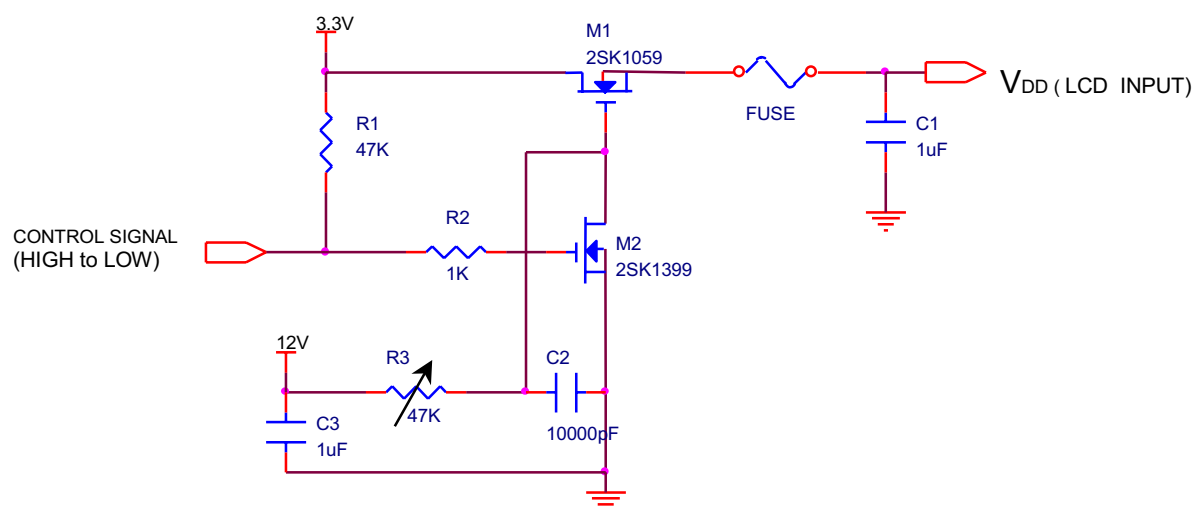 3.3V
M1
2SK1059
FUSE
VDD ( LCD INPUT)
R1
47K
C1
1uF
CONTROL SIGNAL
(HIGH to LOW)
R2
1K
M2
2SK1399
12V
R3
47K
C2
10000pF
C3
1uF